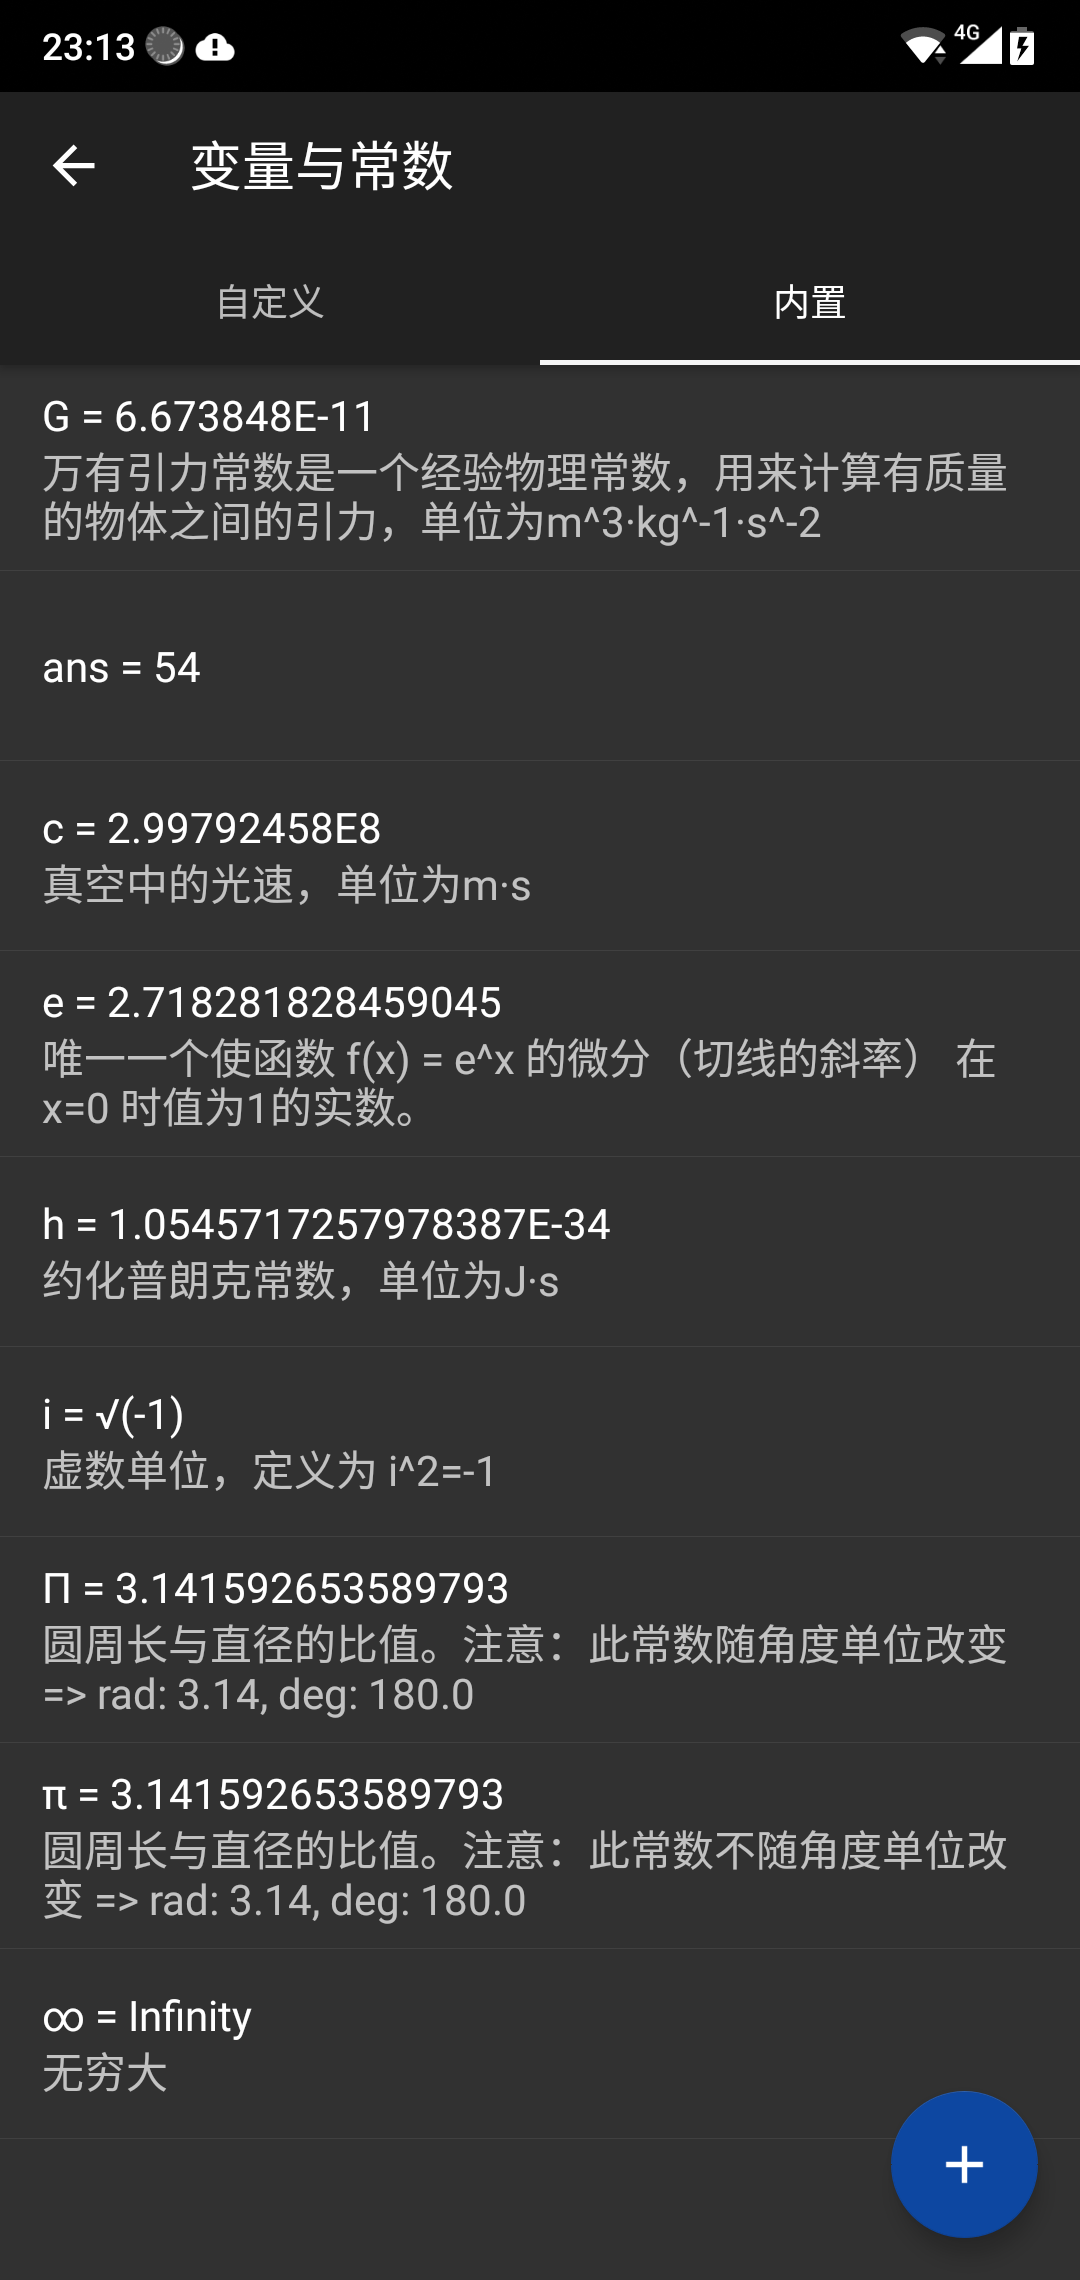 23:13
4G
变量与常数
自定义
内置
G = 6.673848E-11
万有引力常数是一个经验物理常数，用来计算有质量
的物体之间的引力，单位为m^3·kg^-1·s^-2
ans = 54
c = 2.99792458E8
真空中的光速，单位为m·s
e = 2.718281828459045
唯一一个使函数 f(x) = e^x 的微分（切线的斜率） 在
x=0 时值为1的实数。
h = 1.0545717257978387E-34
约化普朗克常数，单位为J·s
i = √(-1)
虚数单位，定义为 i^2=-1
Π = 3.141592653589793
圆周长与直径的比值。注意：此常数随角度单位改变
=> rad: 3.14, deg: 180.0
π = 3.141592653589793
圆周长与直径的比值。注意：此常数不随角度单位改
变 => rad: 3.14, deg: 180.0
∞ = Infinity
无穷大